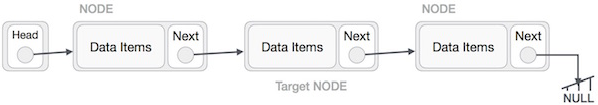 NODE
NODE
Head
Data Items
Next
Data Items
Next
Data Items
Next
Target NODE
NULL